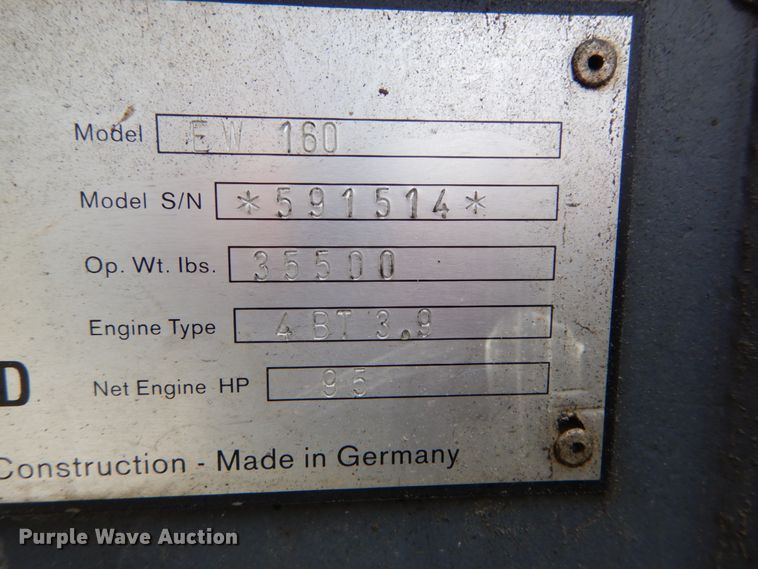 Model EW 160
Model S/N *591514*
Op. Wt. lbs. 35500
Engine Type 4BT3.9
D
Net Engine HP 95
Construction - Made in Germany
Purple Wave Auction